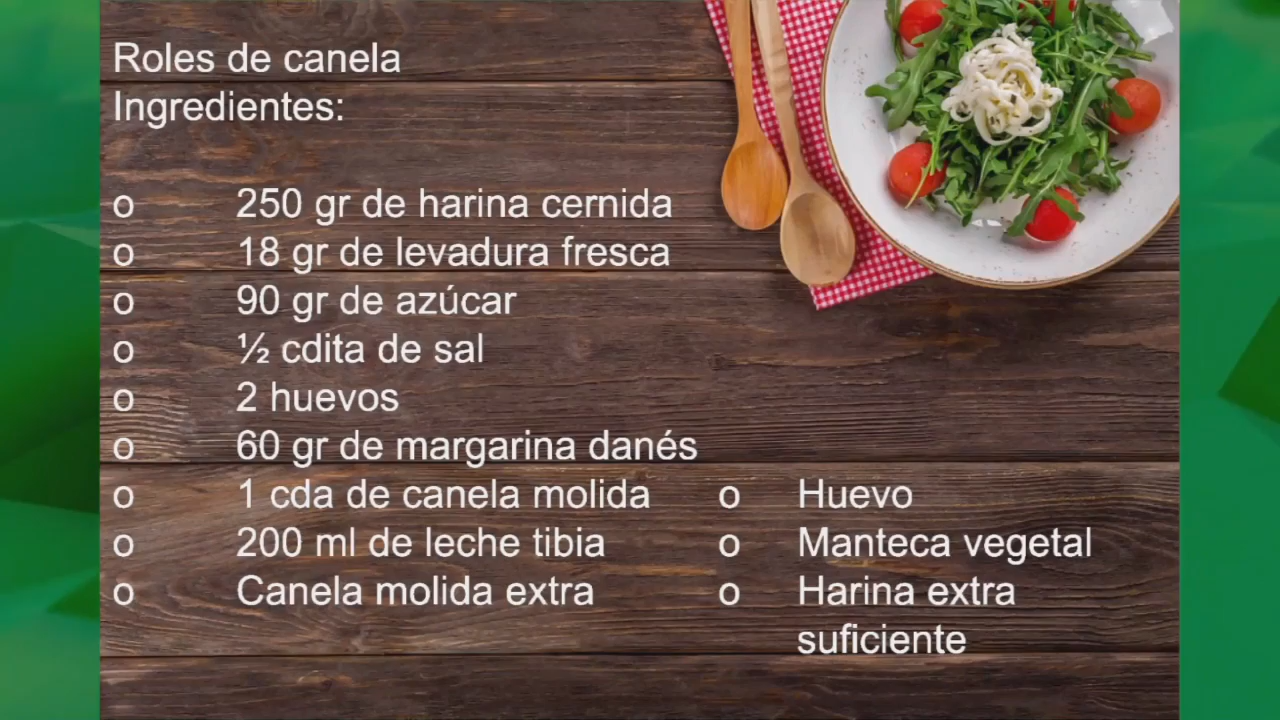 Roles de canela
Ingredientes:
o 250 gr de harina cernida
o 18 gr de levadura fresca
o 90 gr de azúcar
o ½ cdita de sal
o 2 huevos
o 60 gr de margarina danés
o 1 cda de canela molida
o 200 ml de leche tibia
o Canela molida extra
o Huevo
o Manteca vegetal
o Harina extra
suficiente